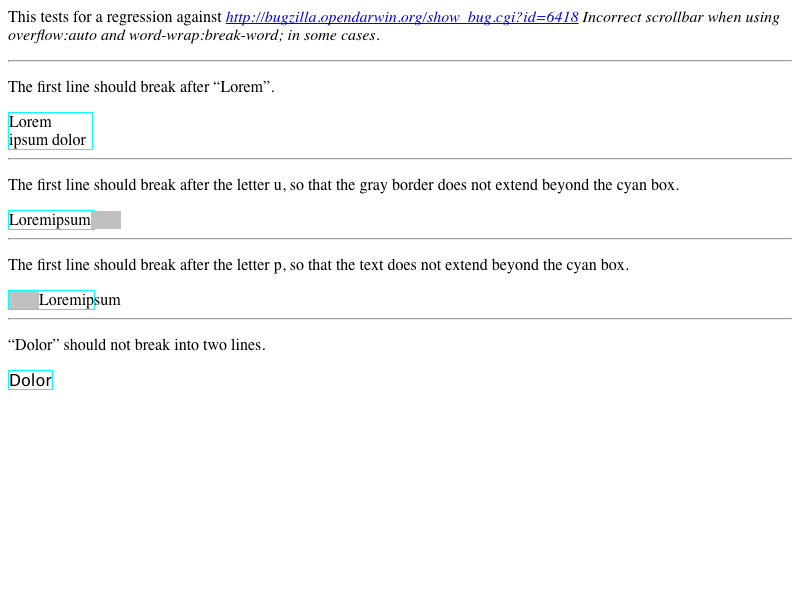 This tests for a regression against http://bugzilla.opendarwin.org/show_bug.cgi?id=6418 Incorrect scrollbar when using
overflow:auto and word-wrap:break-word; in some cases.
The first line should break after “Lorem”.
Lorem
ipsum dolor
The first line should break after the letter u, so that the gray border does not extend beyond the cyan box.
Loremipsum
The first line should break after the letter p, so that the text does not extend beyond the cyan box.
Loremipsum
“Dolor” should not break into two lines.
Dolor